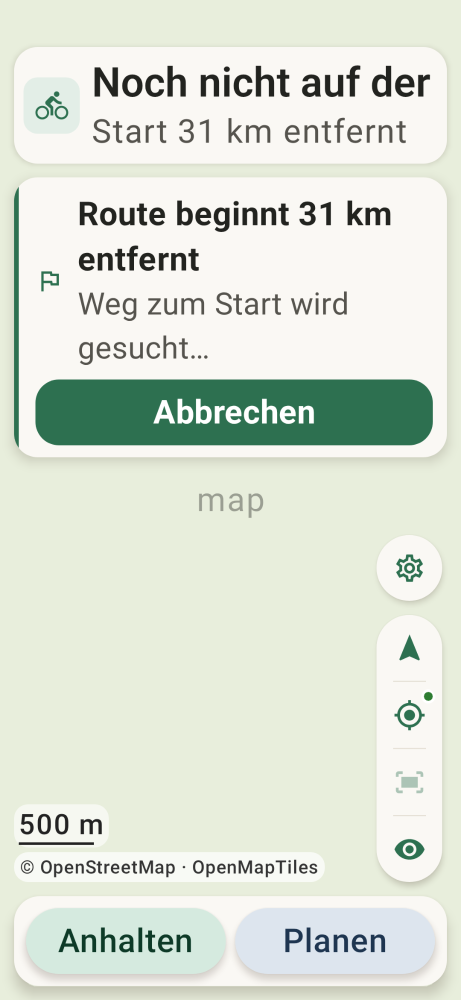 Noch nicht auf der
Start 31 km entfernt
Route beginnt 31 km
entfernt
Weg zum Start wird
gesucht…
Abbrechen
map
500 m
© OpenStreetMap · OpenMapTiles
Anhalten
Planen